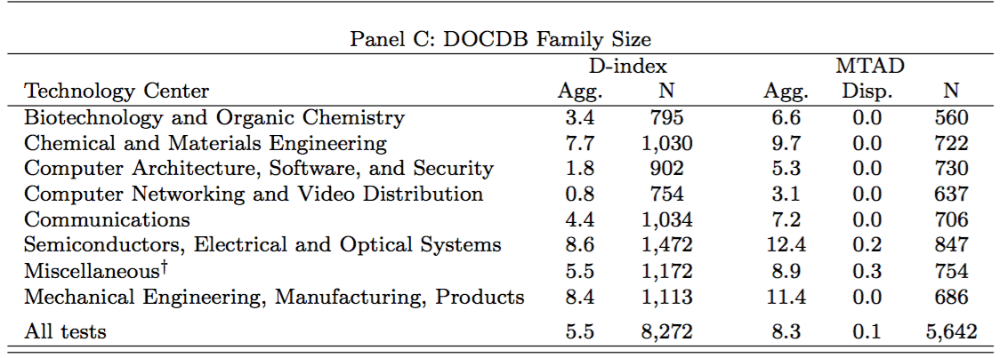 Panel C: DOCDB Family Size
D-index MTAD
Technology Center Agg. N Agg. Disp. N
Biotechnology and Organic Chemistry 3.4 795 6.6 0.0 560
Chemical and Materials Engineering 7.7 1,030 9.7 0.0 722
Computer Architecture, Software, and Security 1.8 902 5.3 0.0 730
Computer Networking and Video Distribution 0.8 754 3.1 0.0 637
Communications 4.4 1,034 7.2 0.0 706
Semiconductors, Electrical and Optical Systems 8.6 1,472 12.4 0.2 847
Miscellaneous† 5.5 1,172 8.9 0.3 754
Mechanical Engineering, Manufacturing, Products 8.4 1,113 11.4 0.0 686
All tests 5.5 8,272 8.3 0.1 5,642